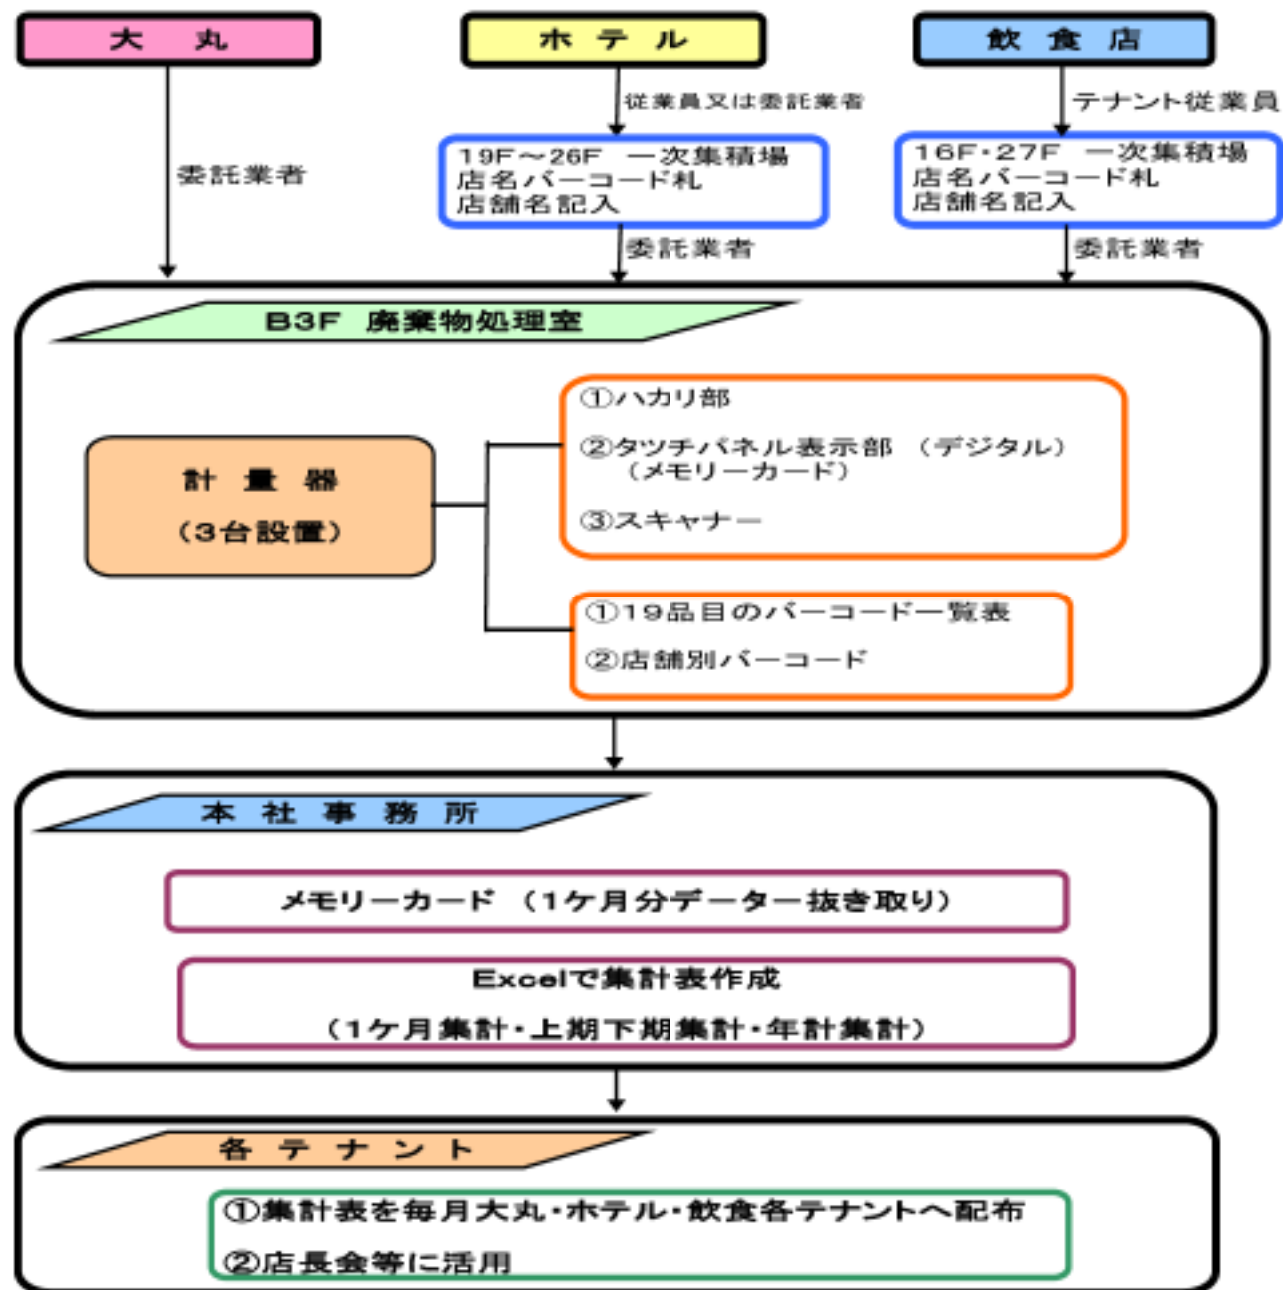 大 丸
ホ テ ル
飲 食 店
従業員又は委託業者
テナント従業員
委託業者
19F～26F 一次集積場
店名バーコード札
店舗名記入
16F・27F 一次集積場
店名バーコード札
店舗名記入
委託業者
委託業者
B3F 廃棄物処理室
計 量 器
（3台設置）
①ハカリ部
②タツチパネル表示部 （デジタル）
（メモリーカード）
③スキャナー
①19品目のバーコード一覧表
②店舗別バーコード
本 社 事 務 所
メモリーカード （1ケ月分データー抜き取り）
Excelで集計表作成
（1ケ月集計・上期下期集計・年計集計）
各 テ ナ ン ト
①集計表を毎月大丸・ホテル・飲食各テナントへ配布
②店長会等に活用